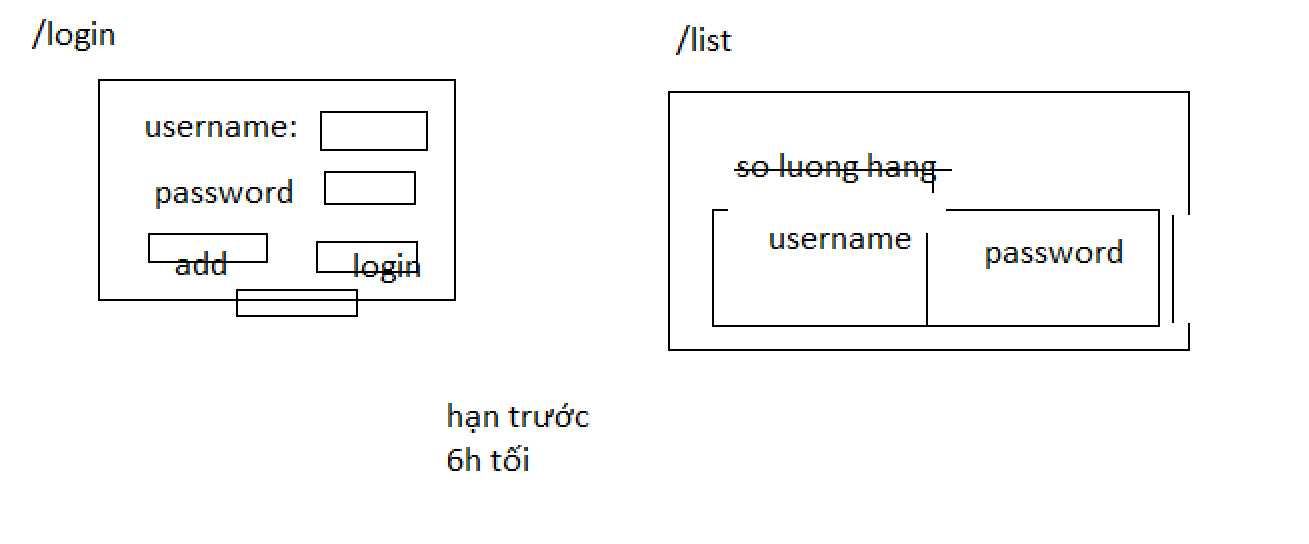 /login
username:
password
add
login
/list
so luong hang
username
password
hạn trước
6h tối